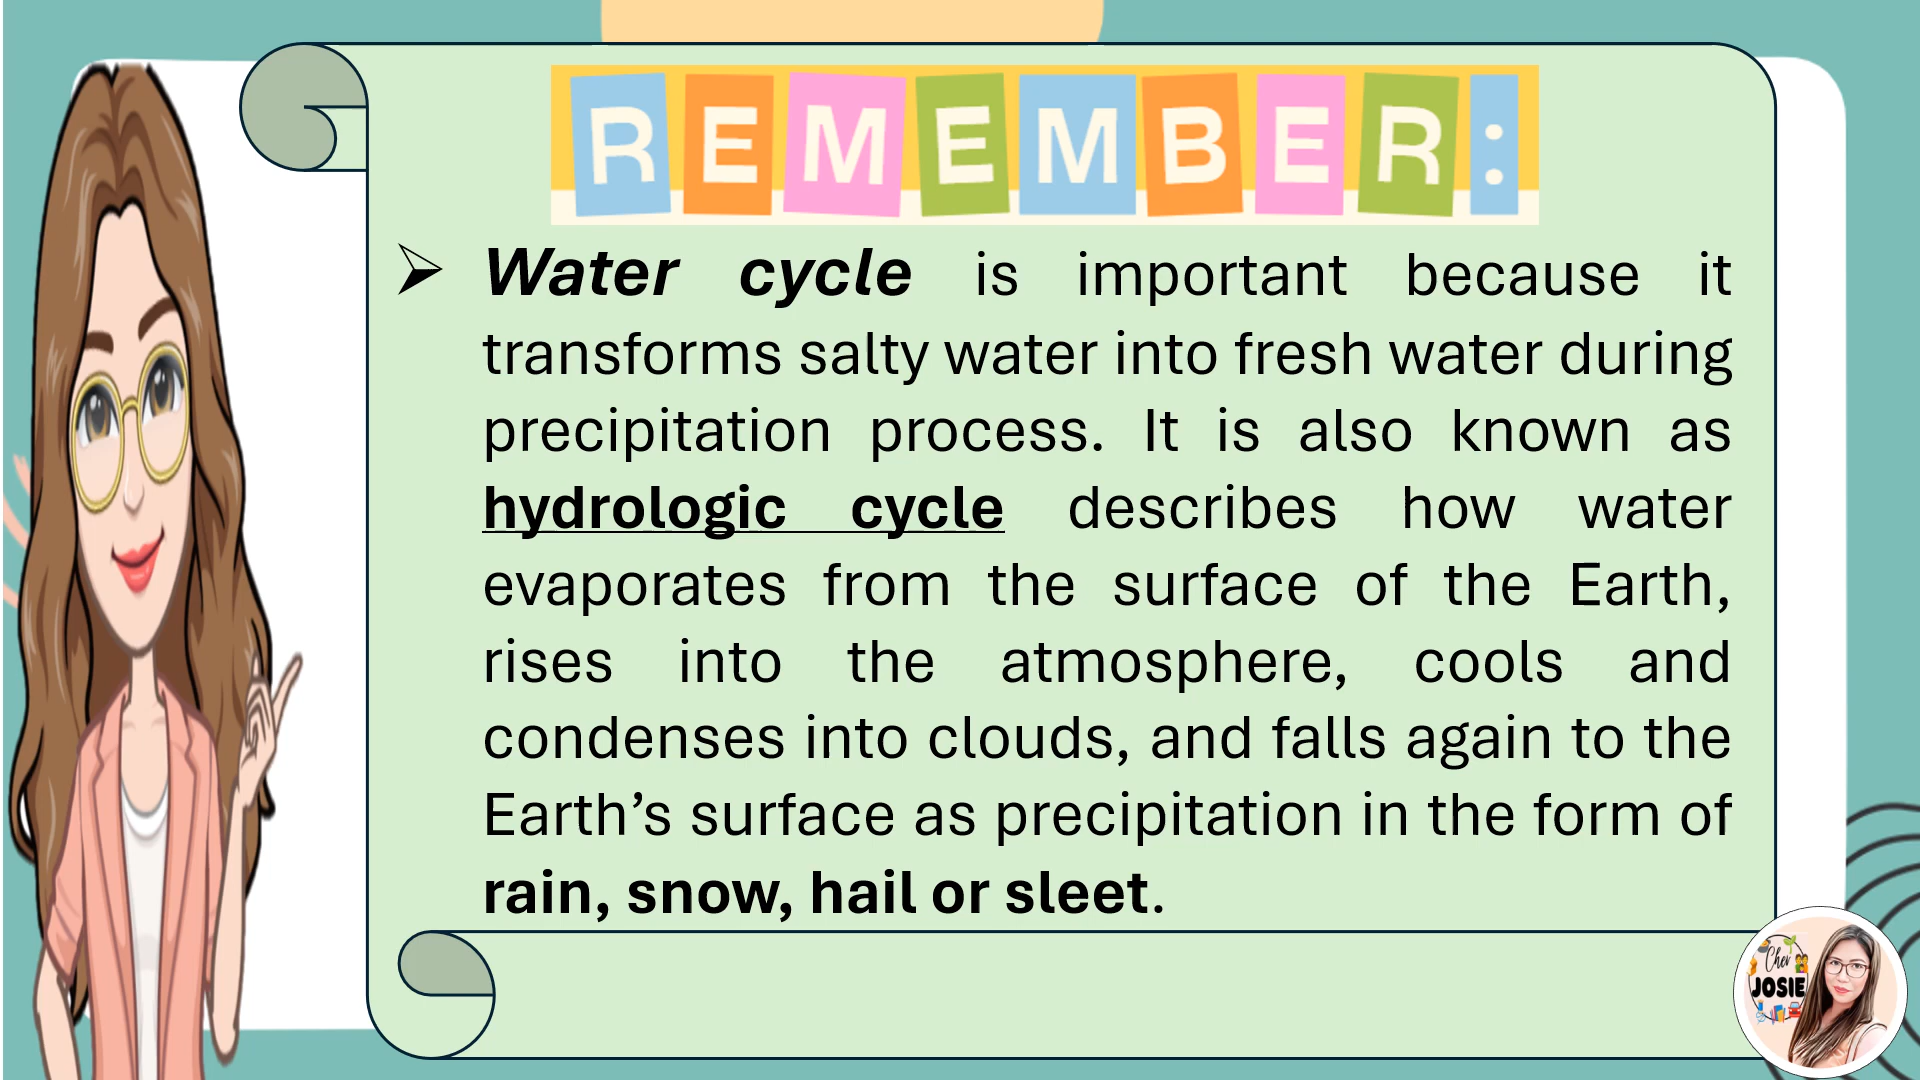 REMEMBER:
➢ Water cycle is important because it
transforms salty water into fresh water during
precipitation process. It is also known as
hydrologic cycle describes how water
evaporates from the surface of the Earth,
rises into the atmosphere, cools and
condenses into clouds, and falls again to the
Earth’s surface as precipitation in the form of
rain, snow, hail or sleet.
Cher
JOSIE